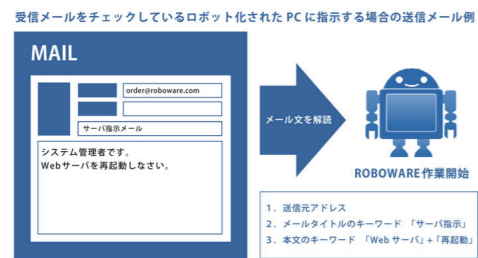 受信メールをチェックしているロボット化された PC に指示する場合の送信メール例
MAIL
order@roboware.com
サーバ指示メール
システム管理者です。
Webサーバを再起動しなさい。
メール文を解読
ROBOWARE作業開始
1．送信元アドレス
2．メールタイトルのキーワード 「サーバ指示」
3．本文のキーワード 「Web サーバ」+「再起動」